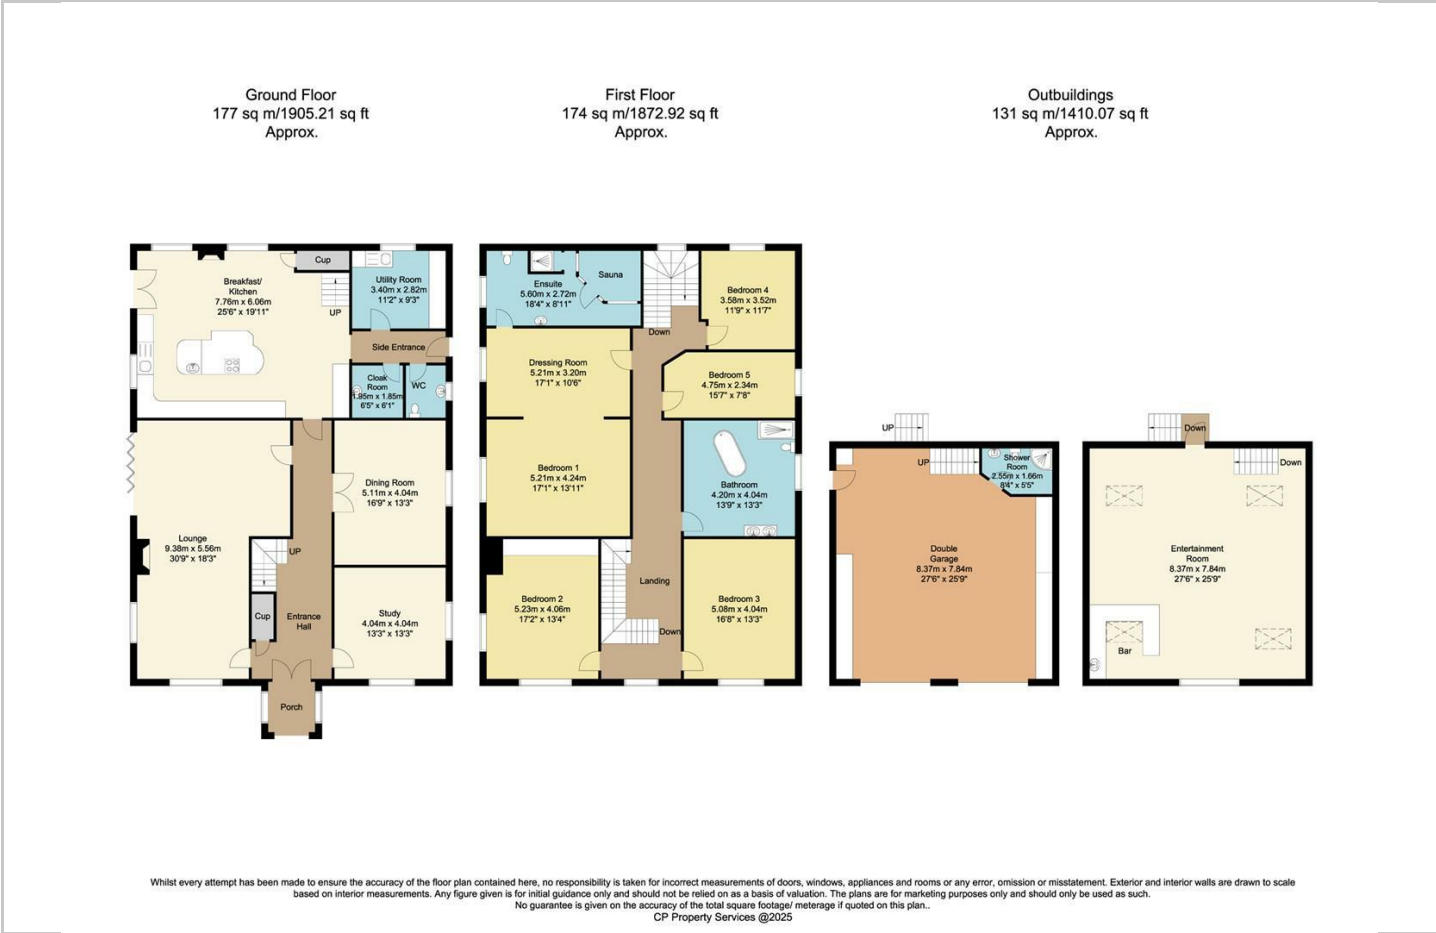 Ground Floor
177 sq m/1905.21 sq ft
Approx.
First Floor
174 sq m/1872.92 sq ft
Approx.
Outbuildings
131 sq m/1410.07 sq ft
Approx.
Cup
Breakfast/
Kitchen
7.76m x 6.06m
25'6" x 19'11"
UP
Utility Room
3.40m x 2.82m
11'2" x 9'3"
Side Entrance
Cloak
Room
1.95m x 1.85m
6'5" x 6'1"
WC
Dining Room
5.11m x 4.04m
16'9" x 13'3"
Lounge
9.38m x 5.56m
30'9" x 18'3"
UP
Cup
Entrance
Hall
Study
4.04m x 4.04m
13'3" x 13'3"
Porch
Ensuite
5.60m x 2.72m
18'4" x 8'11"
Sauna
Bedroom 4
3.58m x 3.52m
11'9" x 11'7"
Down
Dressing Room
5.21m x 3.20m
17'1" x 10'6"
Bedroom 5
4.75m x 2.34m
15'7" x 7'8"
Bedroom 1
5.21m x 4.24m
17'1" x 13'11"
Bathroom
4.20m x 4.04m
13'9" x 13'3"
Landing
Bedroom 2
5.23m x 4.06m
17'2" x 13'4"
Bedroom 3
5.08m x 4.04m
16'8" x 13'3"
Down
UP
UP
Shower
Room
2.55m x 1.66m
8'4" x 5'5"
Double
Garage
8.37m x 7.84m
27'6" x 25'9"
Down
Down
Entertainment
Room
8.37m x 7.84m
27'6" x 25'9"
Bar
Whilst every attempt has been made to ensure the accuracy of the floor plan contained here, no responsibility is taken for incorrect measurements of doors, windows, appliances and rooms or any error, omission or misstatement. Exterior and interior walls are drawn to scale
based on interior measurements. Any figure given is for initial guidance only and should not be relied on as a basis of valuation. The plans are for marketing purposes only and should only be used as such.
No guarantee is given on the accuracy of the total square footage/ meterage if quoted on this plan..
CP Property Services @2025